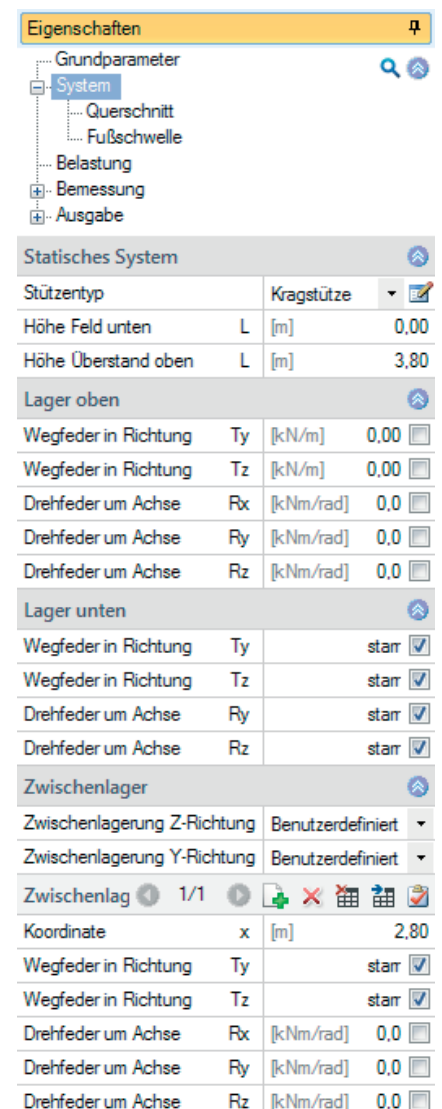 Eigenschaften
Grundparameter
System
Querschnitt
Fußschwelle
Belastung
Bemessung
Ausgabe
Statisches System
Stützentyp Kragstütze
Höhe Feld unten L [m] 0,00
Höhe Überstand oben L [m] 3,80
Lager oben
Wegfeder in Richtung Ty [kN/m] 0,00
Wegfeder in Richtung Tz [kN/m] 0,00
Drehfeder um Achse Rx [kNm/rad] 0,0
Drehfeder um Achse Ry [kNm/rad] 0,0
Drehfeder um Achse Rz [kNm/rad] 0,0
Lager unten
Wegfeder in Richtung Ty starr
Wegfeder in Richtung Tz starr
Drehfeder um Achse Ry starr
Drehfeder um Achse Rz starr
Zwischenlager
Zwischenlagerung Z-Richtung Benutzerdefiniert
Zwischenlagerung Y-Richtung Benutzerdefiniert
Zwischenlag 1/1
Koordinate x [m] 2,80
Wegfeder in Richtung Ty starr
Wegfeder in Richtung Tz starr
Drehfeder um Achse Rx [kNm/rad] 0,0
Drehfeder um Achse Ry [kNm/rad] 0,0
Drehfeder um Achse Rz [kNm/rad] 0,0